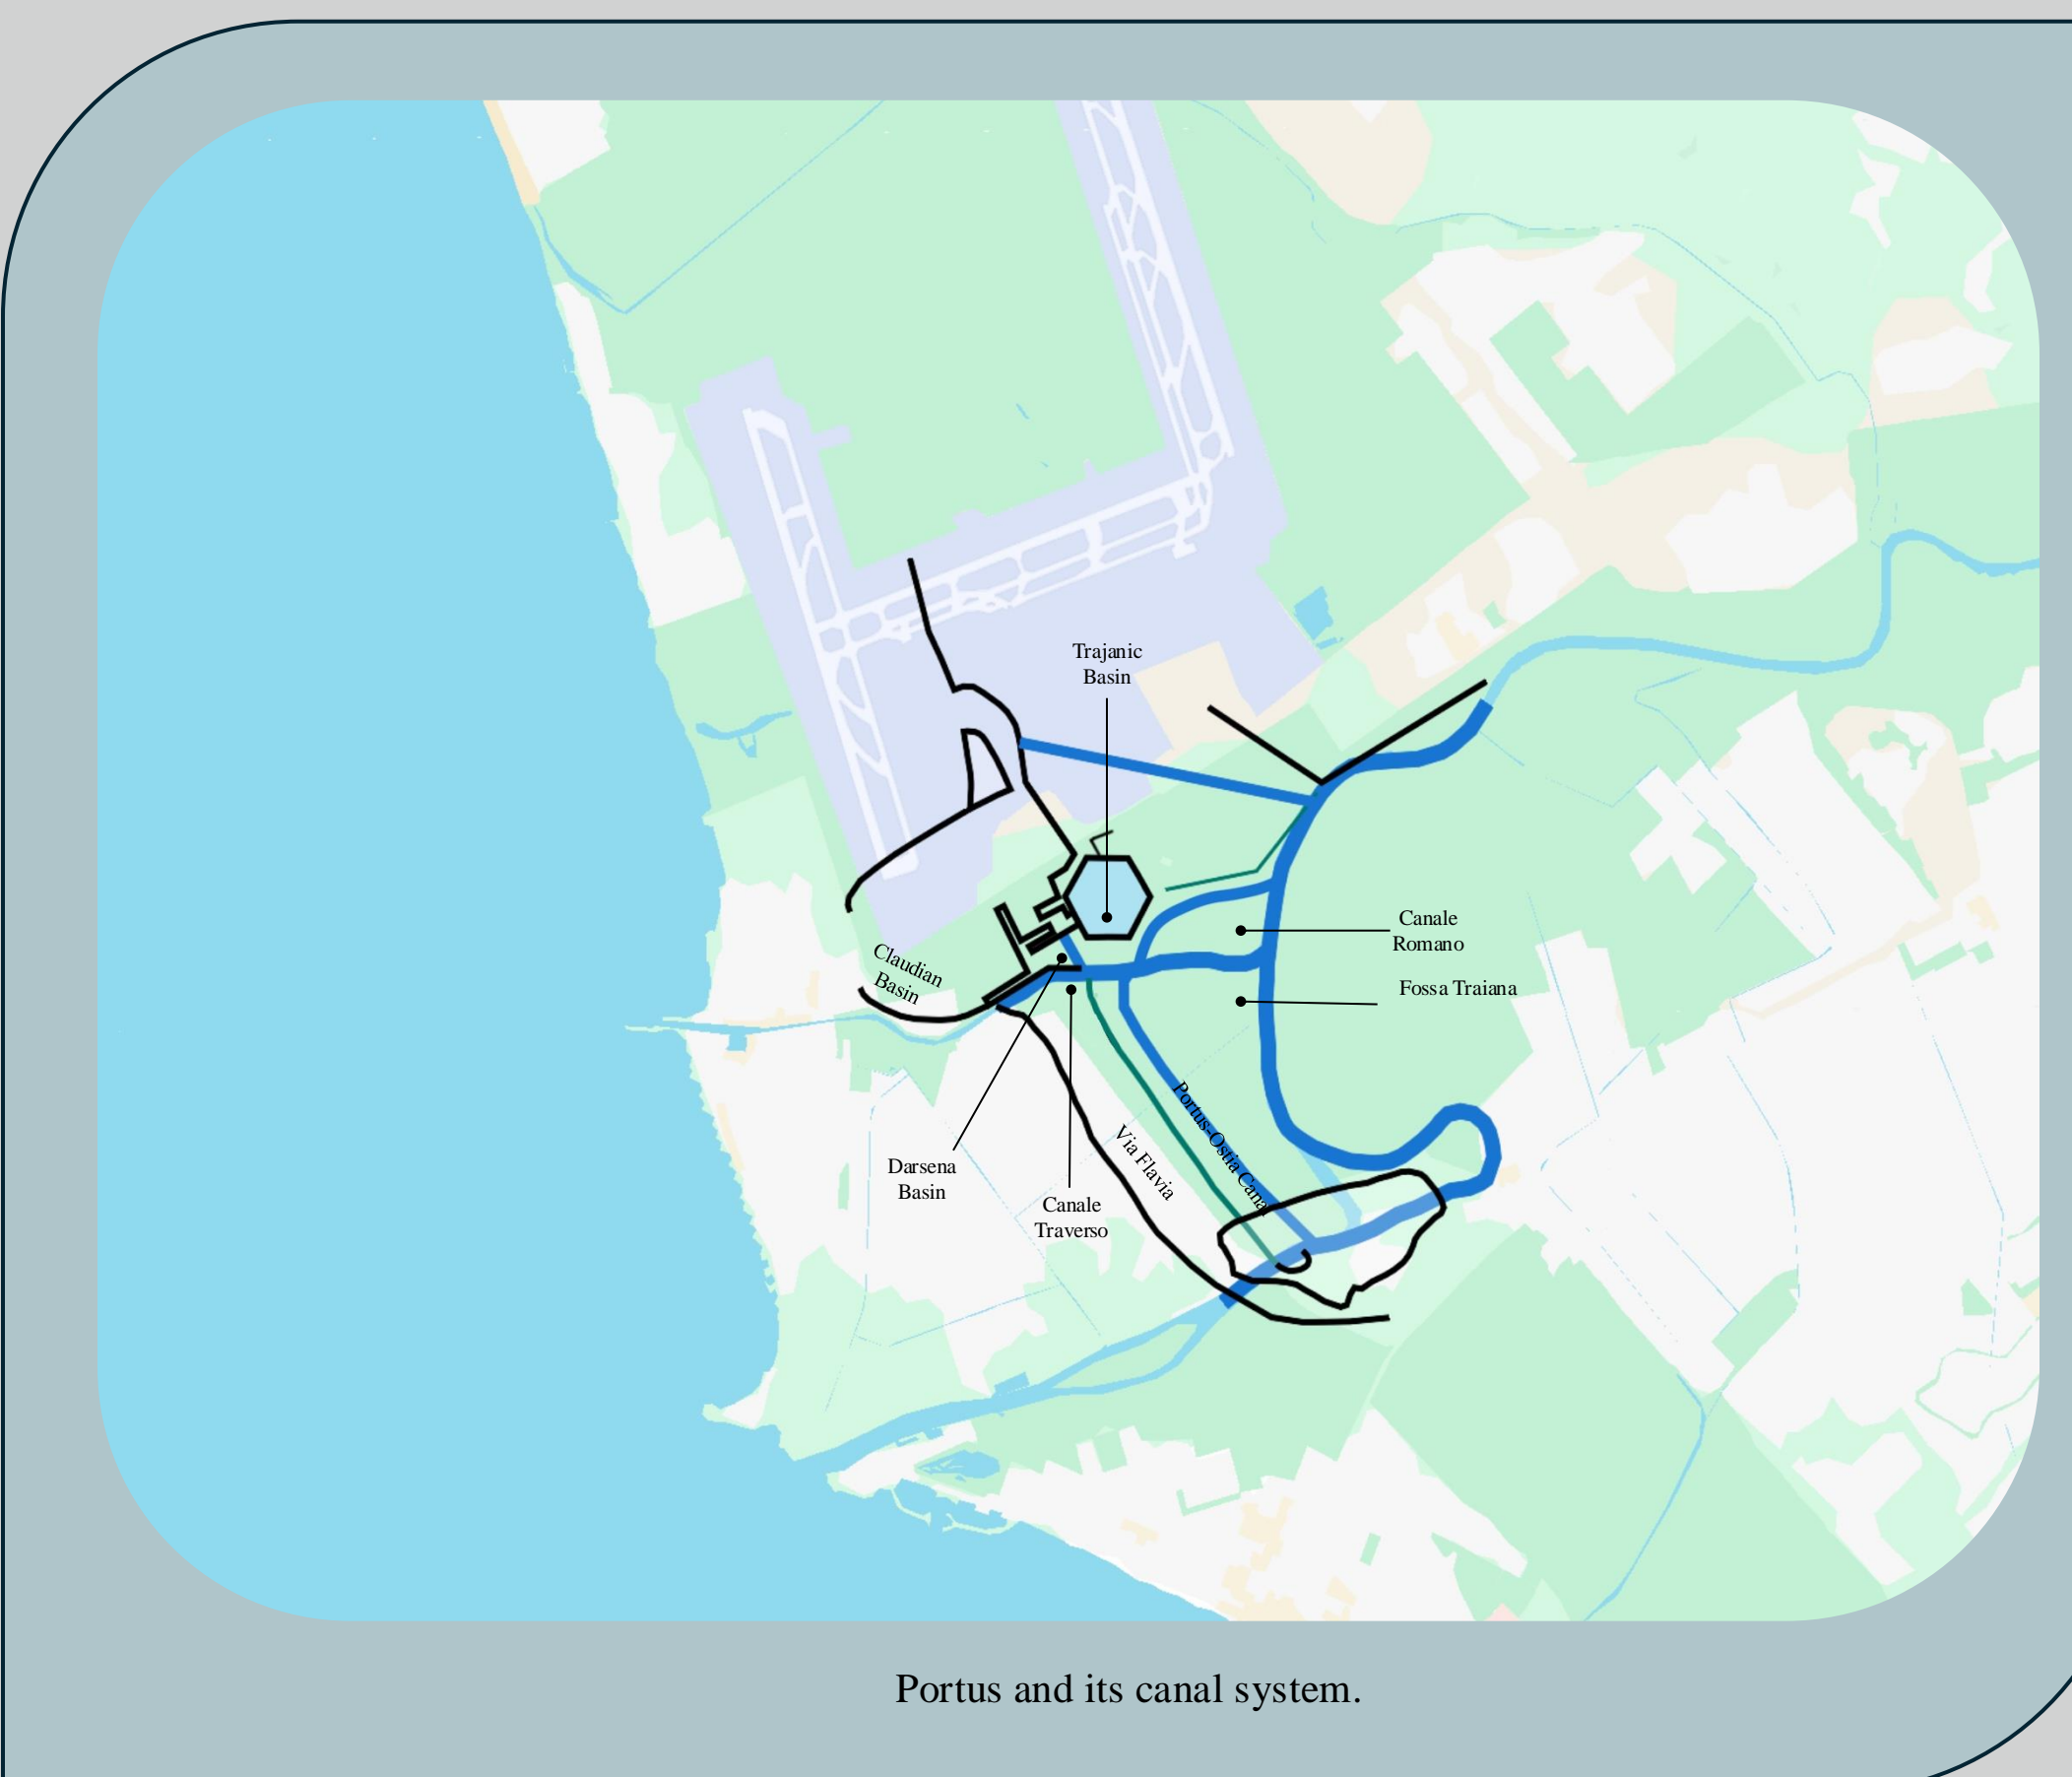 Trajanic
Basin
Canale
Romano
Claudian
Basin
Fossa Traiana
Portus-Ostia Canal
Via Flavia
Darsena
Basin
Canale
Traverso
Portus and its canal system.